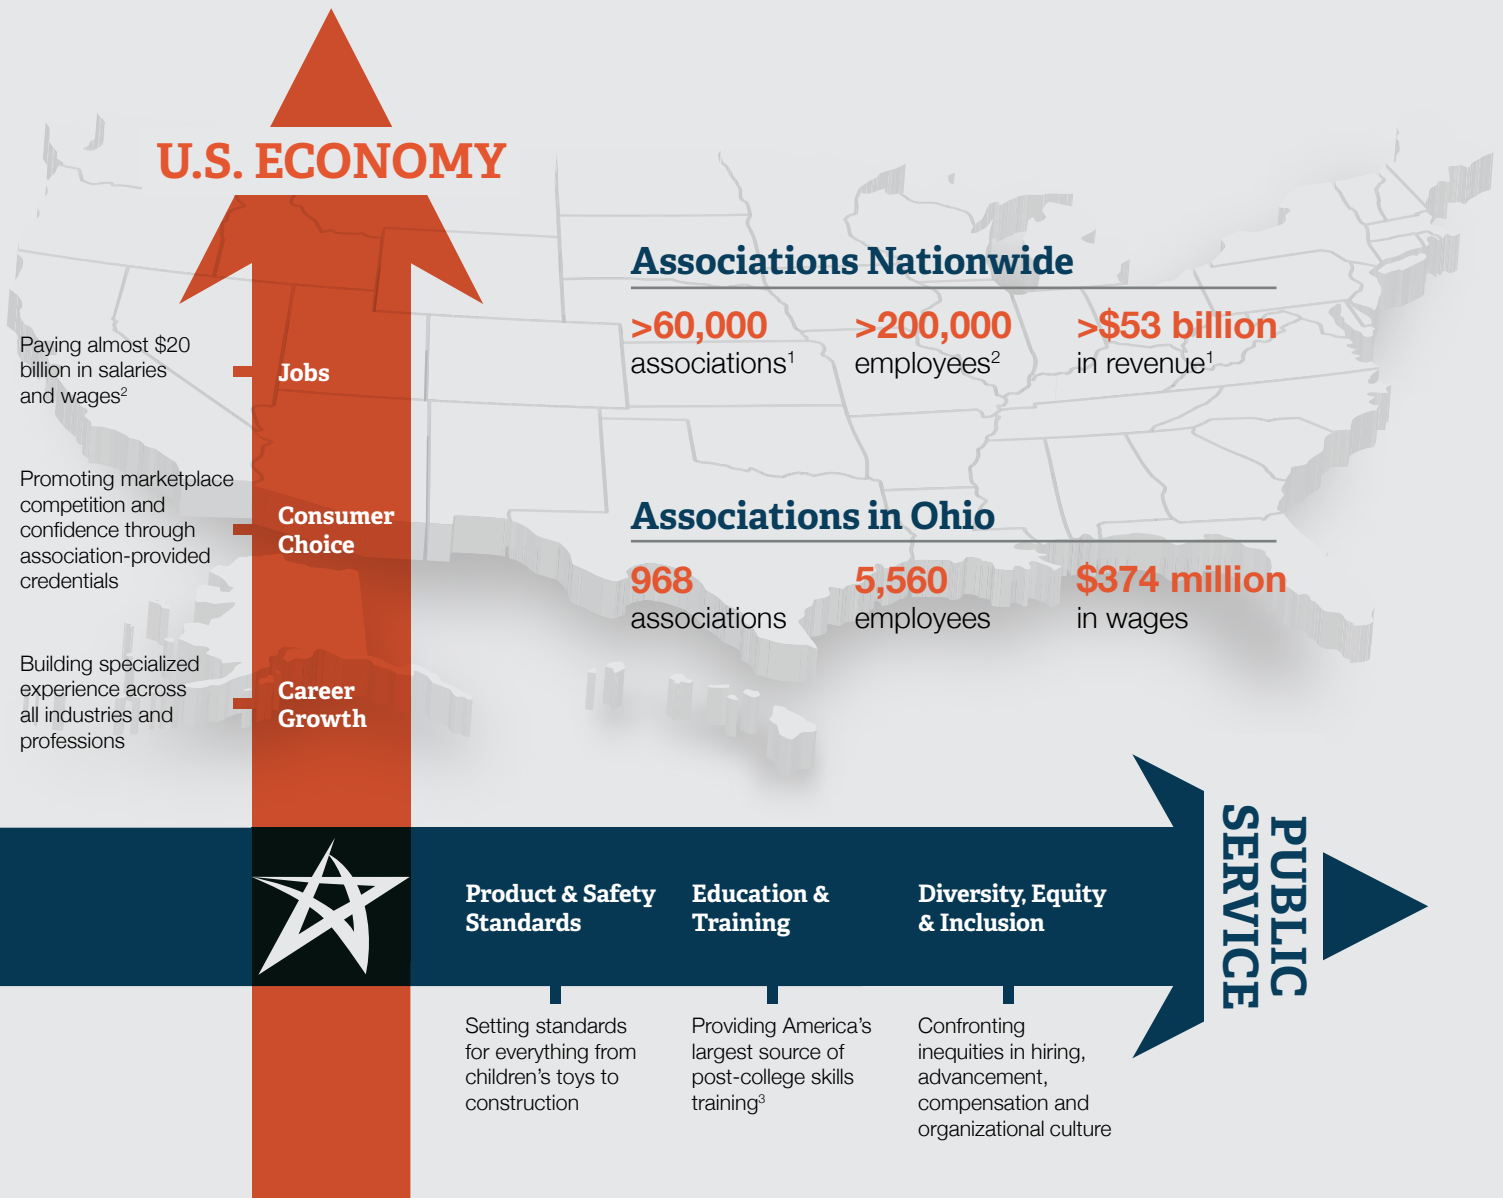 U.S. ECONOMY
Paying almost $20
billion in salaries
and wages²
Jobs
Promoting marketplace
competition and
confidence through
association-provided
credentials
Consumer
Choice
Building specialized
experience across
all industries and
professions
Career
Growth
Associations Nationwide
>60,000
associations¹
>200,000
employees²
>$53 billion
in revenue¹
Associations in Ohio
968
associations
5,560
employees
$374 million
in wages
Product & Safety
Standards
Setting standards
for everything from
children’s toys to
construction
Education &
Training
Providing America’s
largest source of
post-college skills
training³
Diversity, Equity
& Inclusion
Confronting
inequities in hiring,
advancement,
compensation and
organizational culture
PUBLIC
SERVICE